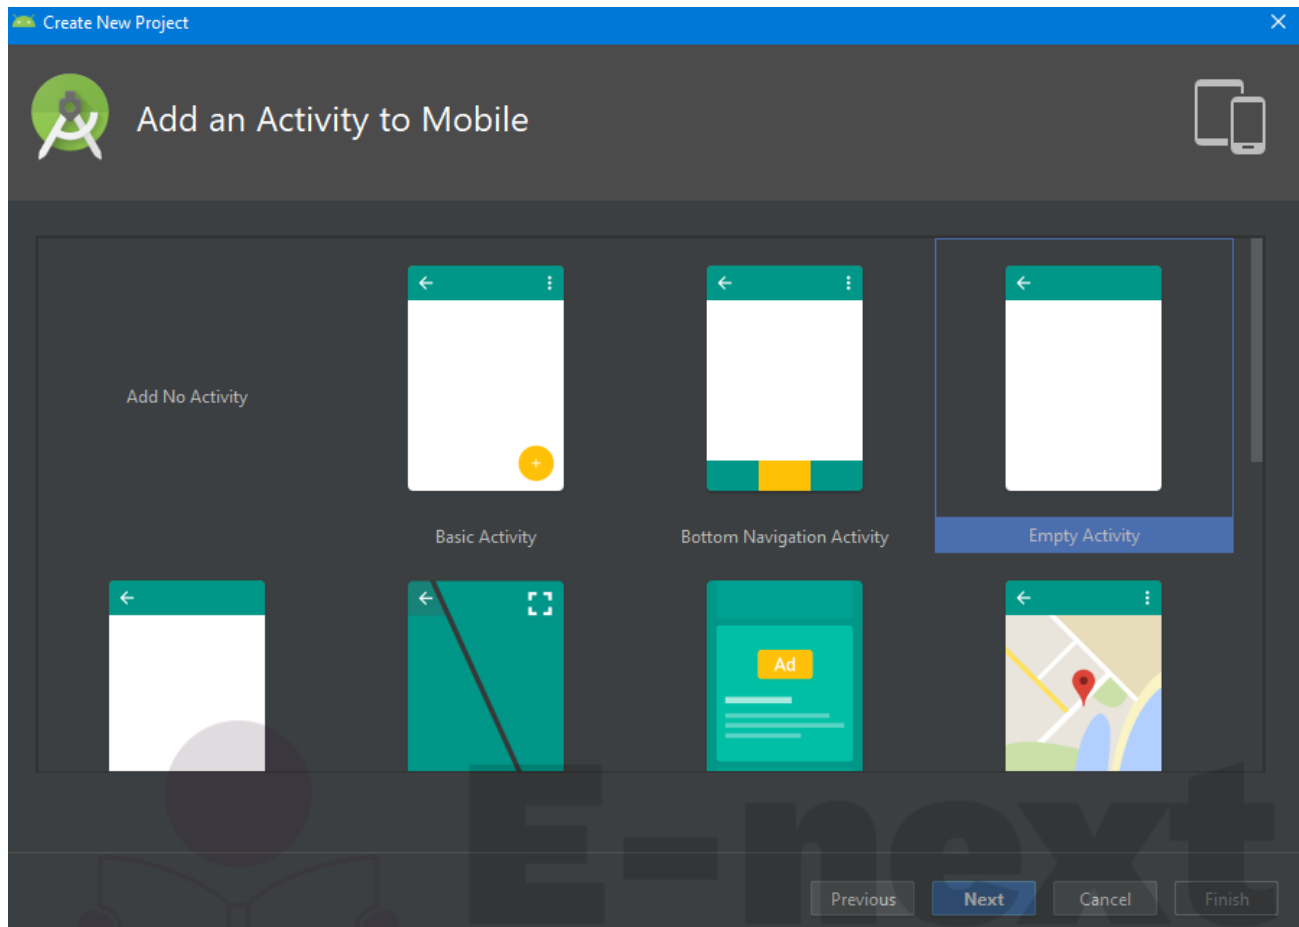 Create New Project
Add an Activity to Mobile
Add No Activity
Basic Activity
Bottom Navigation Activity
Empty Activity
Ad
E-next
Previous
Next
Cancel
Finish